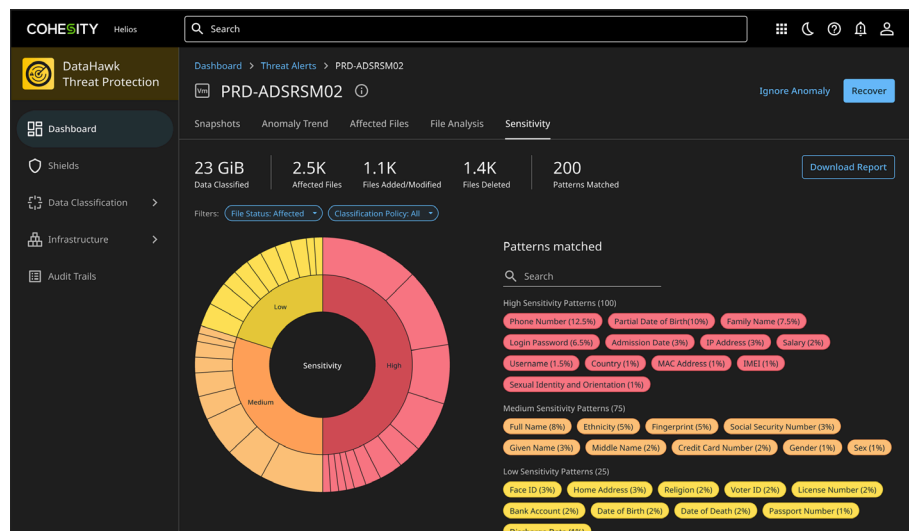 COHESITY Helios Search
DataHawk
Threat Protection
Dashboard
Shields
Data Classification
Infrastructure
Audit Trails
Dashboard > Threat Alerts > PRD-ADSRSM02
Vm PRD-ADSRSM02
Ignore Anomaly Recover
Snapshots Anomaly Trend Affected Files File Analysis Sensitivity
23 GiB 2.5K 1.1K 1.4K 200
Data Classified Affected Files Files Added/Modified Files Deleted Patterns Matched
Download Report
Filters: File Status: Affected Classification Policy: All
Low
Sensitivity High
Medium
Patterns matched
Search
High Sensitivity Patterns (100)
Phone Number (12.5%) Partial Date of Birth(10%) Family Name (7.5%)
Login Password (6.5%) Admission Date (3%) IP Address (3%) Salary (2%)
Username (1.5%) Country (1%) MAC Address (1%) IMEI (1%)
Sexual Identity and Orientation (1%)
Medium Sensitivity Patterns (75)
Full Name (8%) Ethnicity (5%) Fingerprint (5%) Social Security Number (3%)
Given Name (3%) Middle Name (2%) Credit Card Number (2%) Gender (1%) Sex (1%)
Low Sensitivity Patterns (25)
Face ID (3%) Home Address (3%) Religion (2%) Voter ID (2%) License Number (2%)
Bank Account (2%) Date of Birth (2%) Date of Death (2%) Passport Number (1%)